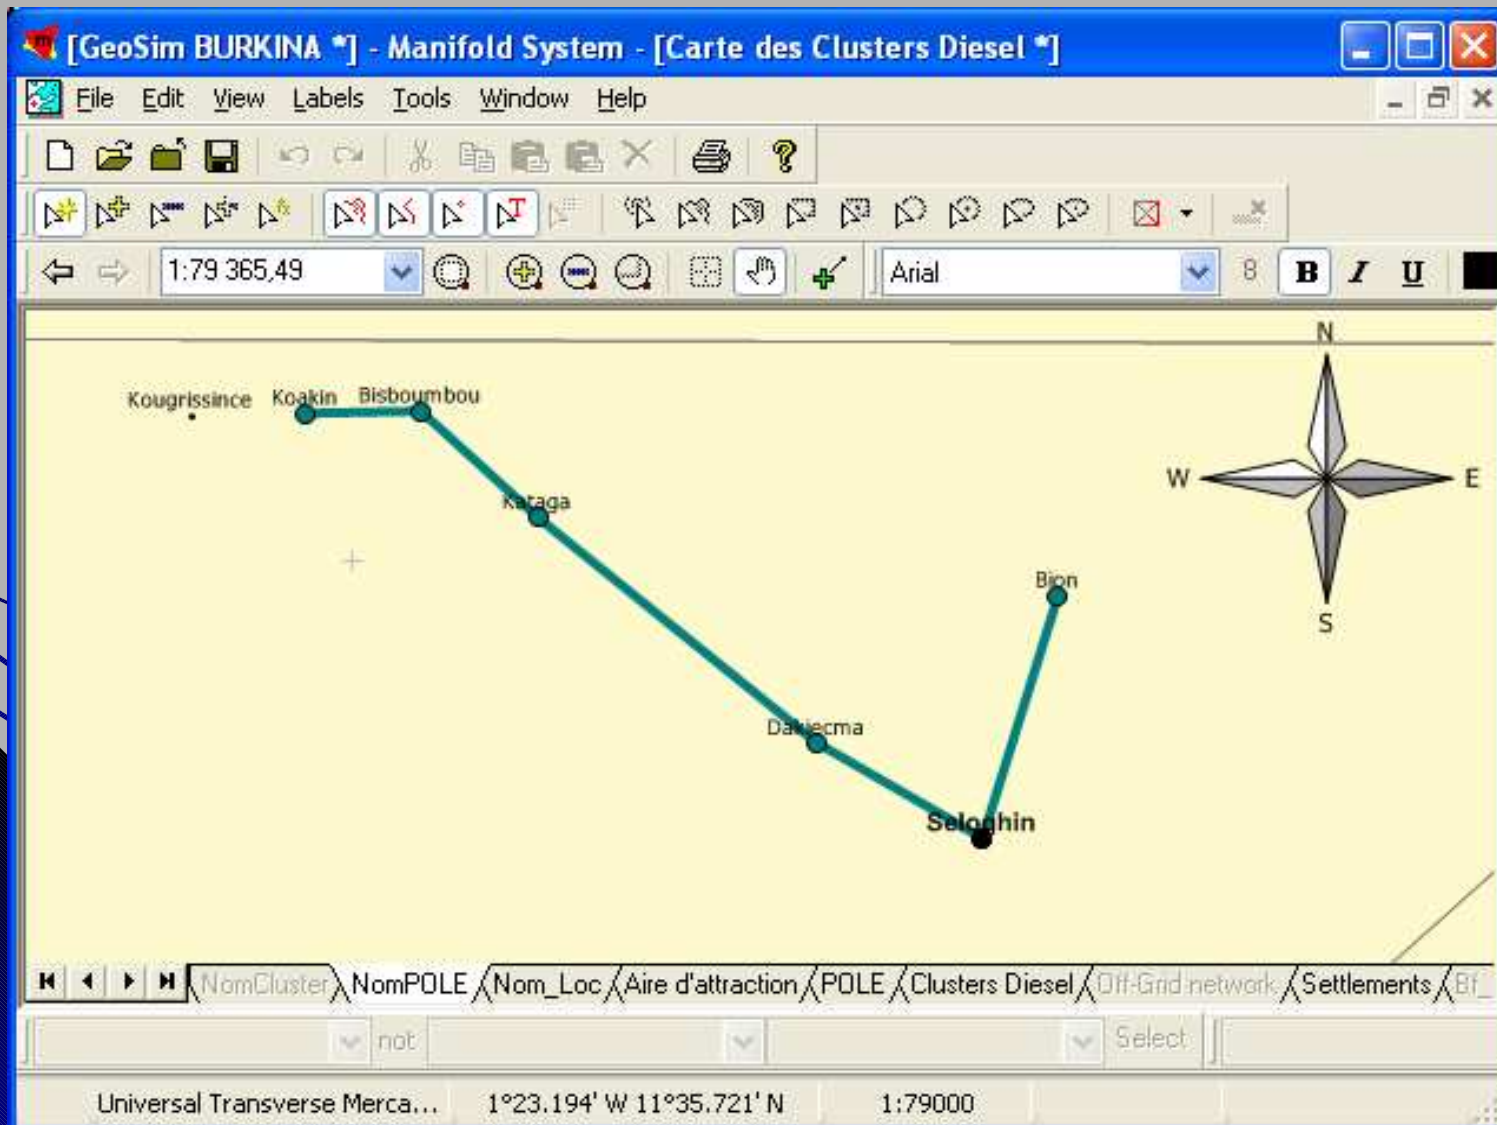 [GeoSim BURKINA *] - Manifold System - [Carte des Clusters Diesel *]
File Edit View Labels Tools Window Help
1:79 365,49 Arial 8 B I U
N
Kougrissince Koakin Bisboumbou
W E
Kataga
Bion
S
Dakiecma
Seloghin
NomCluster NomPOLE Nom_Loc Aire d'attraction POLE Clusters Diesel Off-Grid network Settlements Bf_
not Select
Universal Transverse Merca... 1°23.194' W 11°35.721' N 1:79000